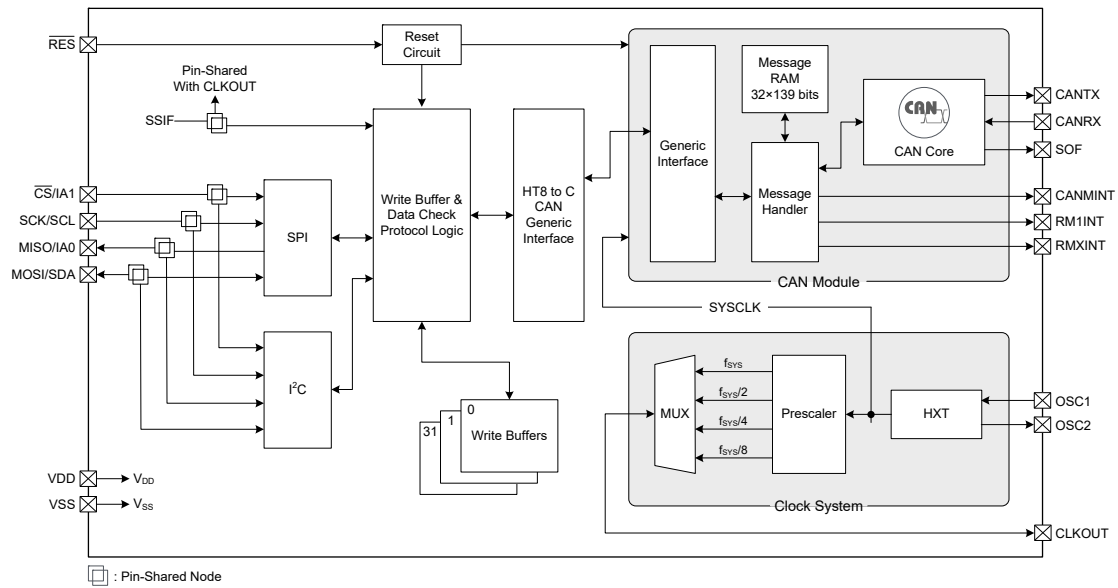 RES
Reset
Circuit
Pin-Shared
With CLKOUT
SSIF
CS/IA1
SCK/SCL
MISO/IA0
MOSI/SDA
SPI
I²C
Write Buffer &
Data Check
Protocol Logic
HT8 to C
CAN
Generic
Interface
0
1
31
Write Buffers
Generic
Interface
Message
RAM
32×139 bits
Message
Handler
CAN
CAN Core
CAN Module
CANTX
CANRX
SOF
CANMINT
RM1INT
RMXINT
SYSCLK
MUX
fSYS
fSYS/2
fSYS/4
fSYS/8
Prescaler
HXT
Clock System
OSC1
OSC2
CLKOUT
VDD
VDD
VSS
VSS
: Pin-Shared Node